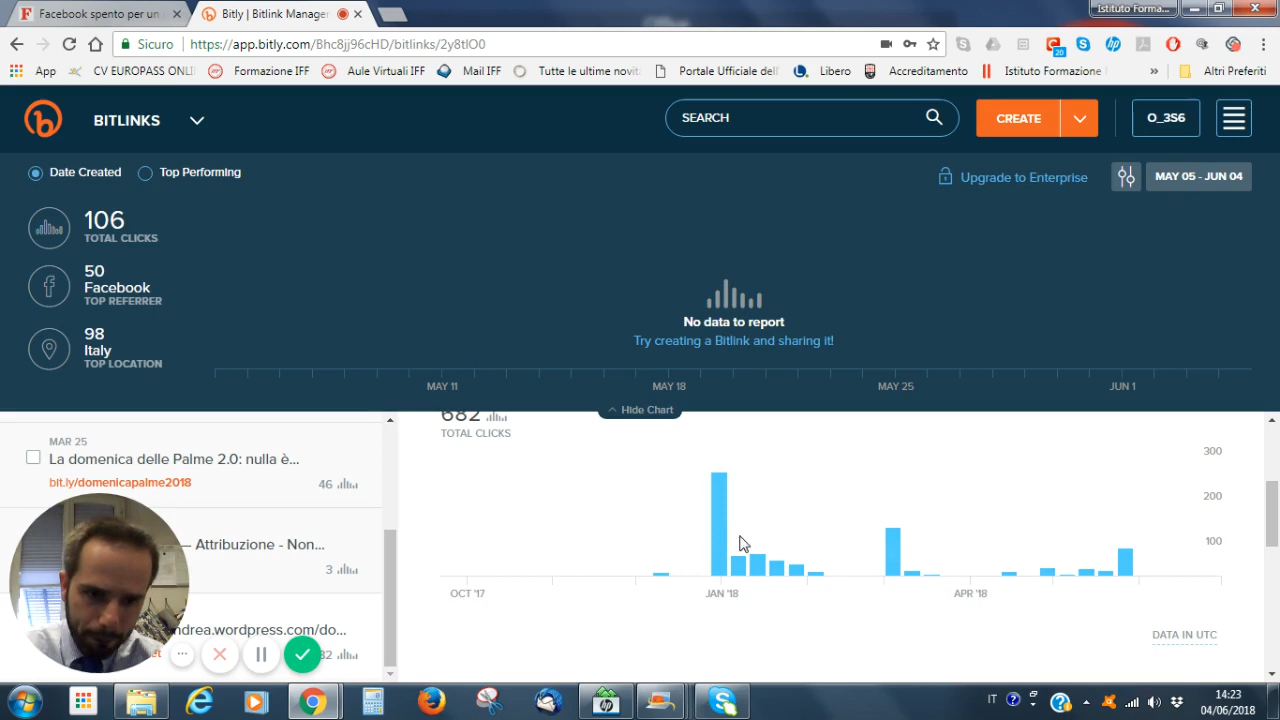 Facebook spento per un
Bitly | Bitlink Manage
Istituto Forma...
Sicuro
https://app.bitly.com/Bhc8jj96cHD/bitlinks/2y8tIO0
20
App
CV EUROPASS ONLI
Formazione IFF
Aule Virtuali IFF
Mail IFF
Tutte le ultime novita
Portale Ufficiale dell
Libero
Accreditamento
Istituto Formazione
»
Altri Preferiti
BITLINKS
SEARCH
CREATE
O_3S6
Date Created
Top Performing
Upgrade to Enterprise
MAY 05 - JUN 04
106
TOTAL CLICKS
50
Facebook
TOP REFERRER
98
Italy
TOP LOCATION
No data to report
Try creating a Bitlink and sharing it!
MAY 11
MAY 18
MAY 25
JUN 1
Hide Chart
682
TOTAL CLICKS
MAR 25
La domenica delle Palme 2.0: nulla è...
bit.ly/domenicapalme2018
46
— Attribuzione - Non...
3
ndrea.wordpress.com/do...
300
200
100
OCT '17
JAN '18
APR '18
DATA IN UTC
IT
14:23
04/06/2018